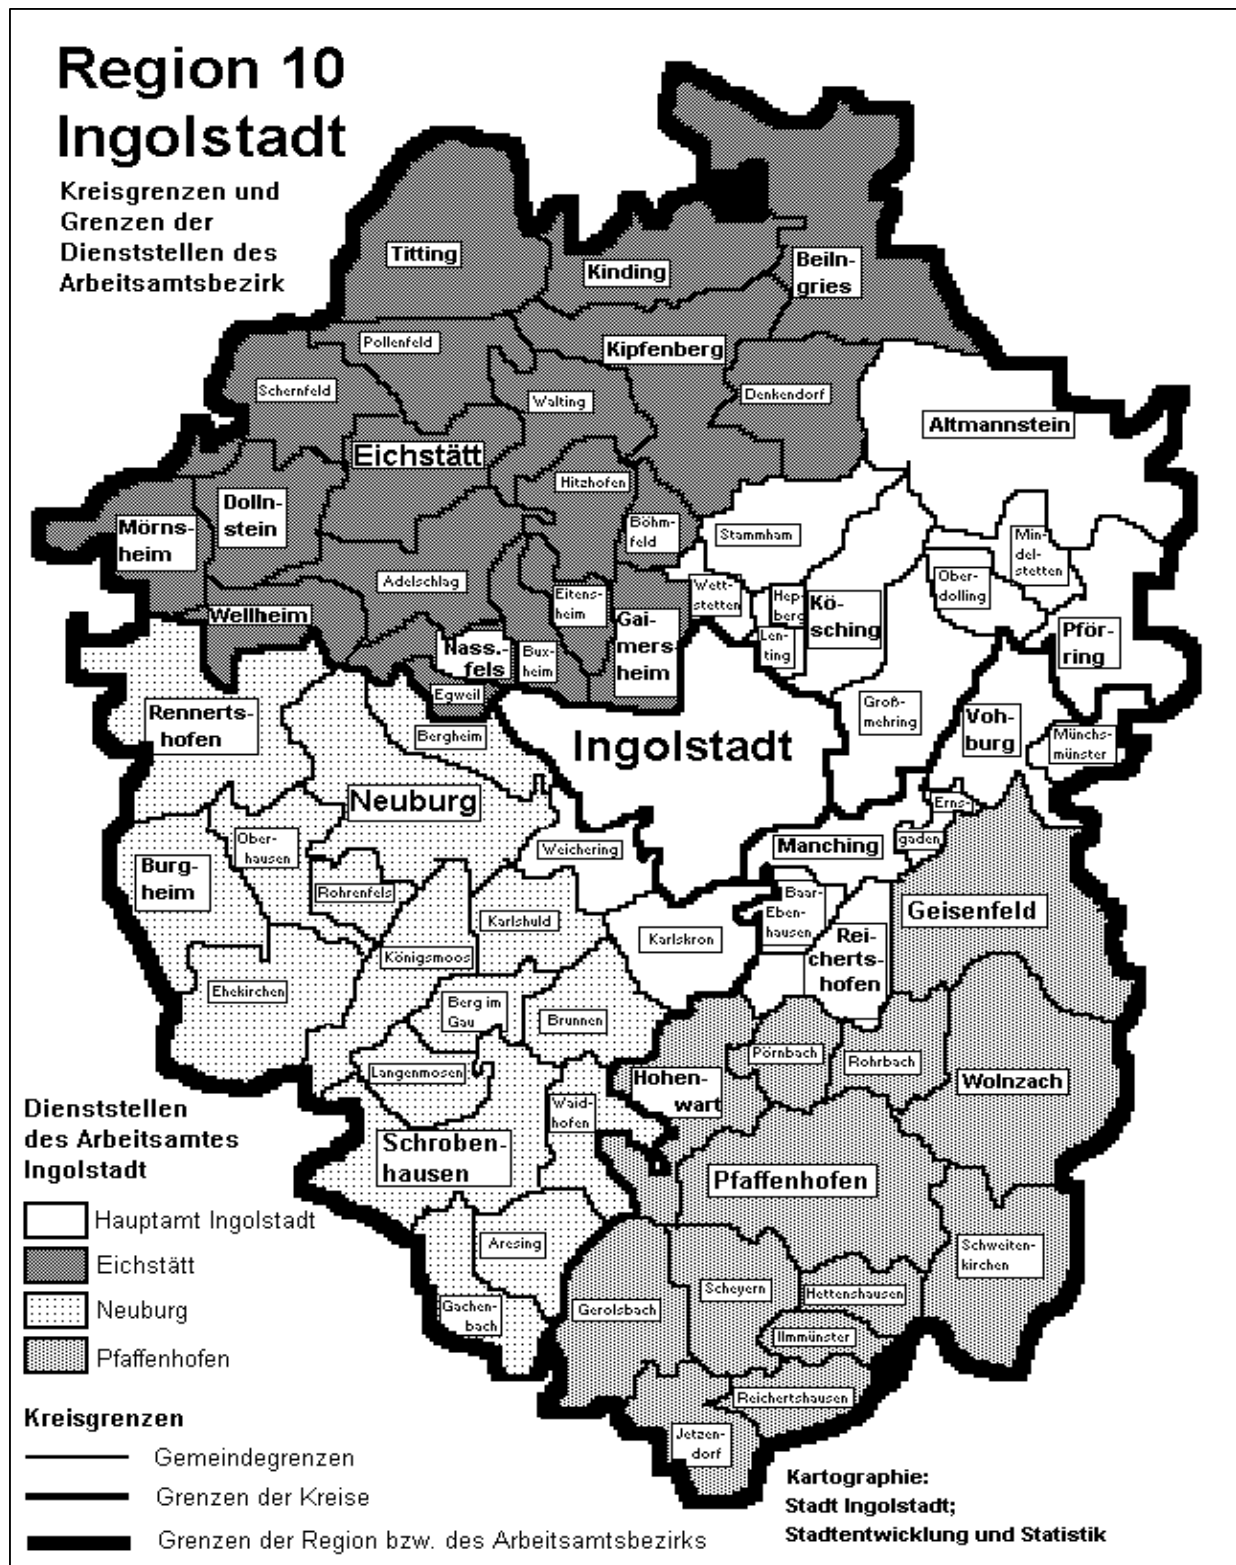 Region 10
Ingolstadt
Kreisgrenzen und
Grenzen der
Dienststellen des
Arbeitsamtsbezirk
Titting
Kinding
Beiln-
gries
Pollenfeld
Kipfenberg
Schernfeld
Walting
Denkendorf
Altmannstein
Eichstätt
Hitzhofen
Dolln-
stein
Mörns-
heim
Böhm-
feld
Stammham
Min-
del-
stetten
Adelschlag
Eitens-
heim
Wett-
stetten
Hep-
berg
Kö-
sching
Ober-
dolling
Wellheim
Gai-
mers-
heim
Len-
ting
Pför-
ring
Nass.-
fels
Bux-
heim
Egweil
Rennerts-
hofen
Bergheim
Groß-
mehring
Voh-
burg
Münchs-
münster
Ingolstadt
Neuburg
Erns-
gaden
Ober-
hausen
Weichering
Manching
Burg-
heim
Rohrenfels
Karlshuld
Baar-
Eben-
hausen
Geisenfeld
Königsmoos
Karlskron
Rei-
cherts-
hofen
Ehekirchen
Berg im
Gau
Brunnen
Pörnbach
Rohrbach
Langenmosen
Hohen-
wart
Wolnzach
Waid-
hofen
Schroben-
hausen
Pfaffenhofen
Aresing
Schweiten-
kirchen
Gachen-
bach
Gerolsbach
Scheyern
Hettenshausen
Ilmmünster
Reichertshausen
Jetzen-
dorf
Dienststellen
des Arbeitsamtes
Ingolstadt
Hauptamt Ingolstadt
Eichstätt
Neuburg
Pfaffenhofen
Kreisgrenzen
Gemeindegrenzen
Grenzen der Kreise
Grenzen der Region bzw. des Arbeitsamtsbezirks
Kartographie:
Stadt Ingolstadt;
Stadtentwicklung und Statistik